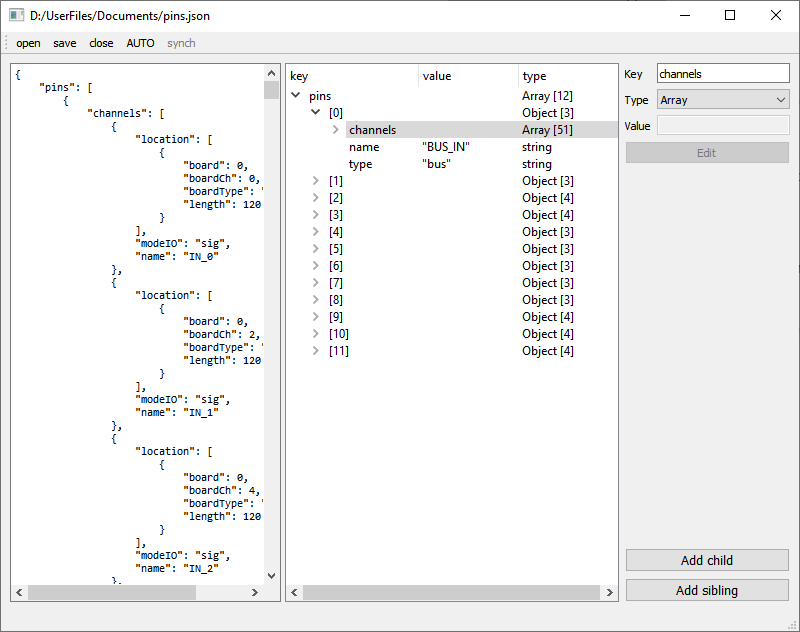 D:/UserFiles/Documents/pins.json
open save close AUTO synch
{
"pins": [
{
"channels": [
{
"location": [
{
"board": 0,
"boardCh": 0,
"boardType": "
"length": 120
}
],
"modeIO": "sig",
"name": "IN_0"
},
{
"location": [
{
"board": 0,
"boardCh": 2,
"boardType": "
"length": 120
}
],
"modeIO": "sig",
"name": "IN_1"
},
{
"location": [
{
"board": 0,
"boardCh": 4,
"boardType": "
"length": 120
}
],
"modeIO": "sig",
"name": "IN_2"
},
key value type
pins Array [12]
[0] Object [3]
channels Array [51]
name "BUS_IN" string
type "bus" string
[1] Object [3]
[2] Object [4]
[3] Object [4]
[4] Object [3]
[5] Object [3]
[6] Object [3]
[7] Object [3]
[8] Object [3]
[9] Object [4]
[10] Object [4]
[11] Object [4]
Key channels
Type Array
Value
Edit
Add child
Add sibling